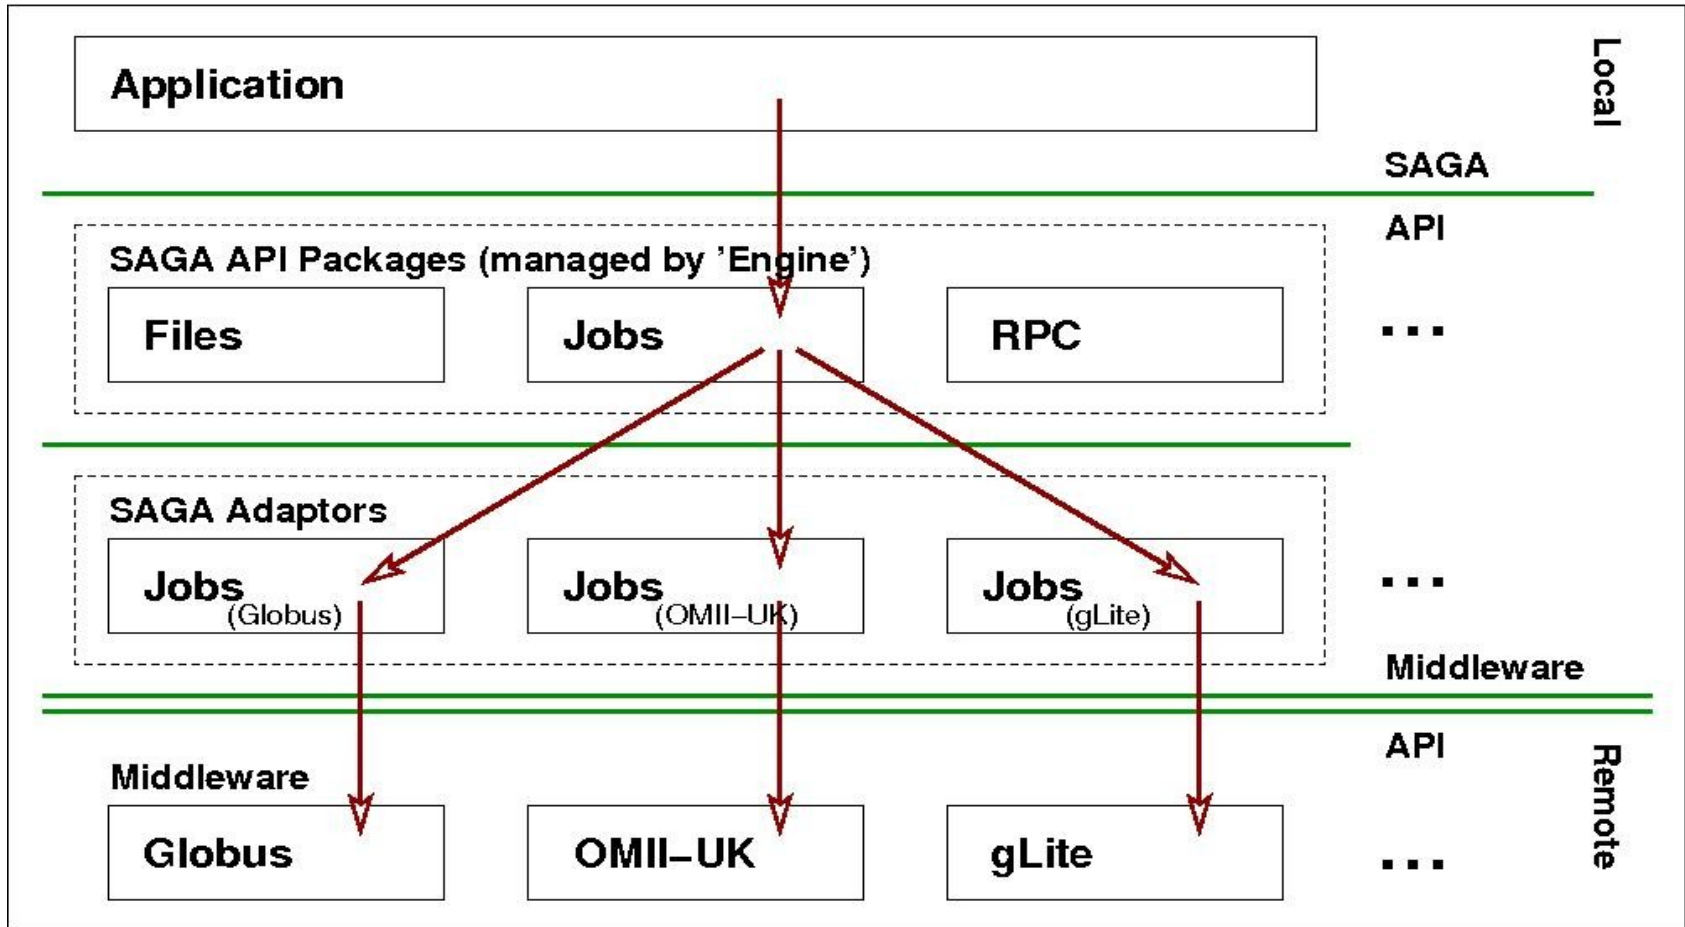 Application
Local
SAGA
API
SAGA API Packages (managed by 'Engine')
Files
Jobs
RPC
...
SAGA Adaptors
Jobs
(Globus)
Jobs
(OMII–UK)
Jobs
(gLite)
...
Middleware
API
Remote
Middleware
Globus
OMII–UK
gLite
...